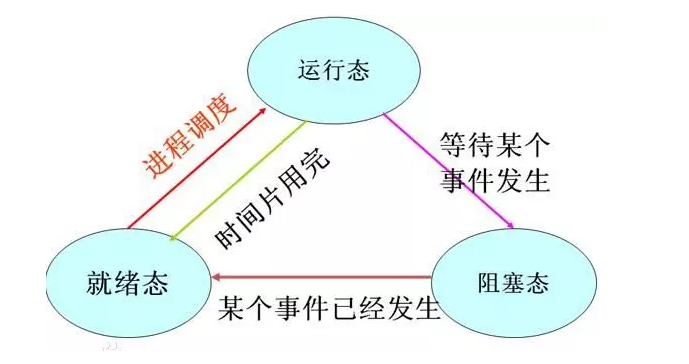 运行态
进程调度
时间片用完
等待某个
事件发生
就绪态
某个事件已经发生
阻塞态